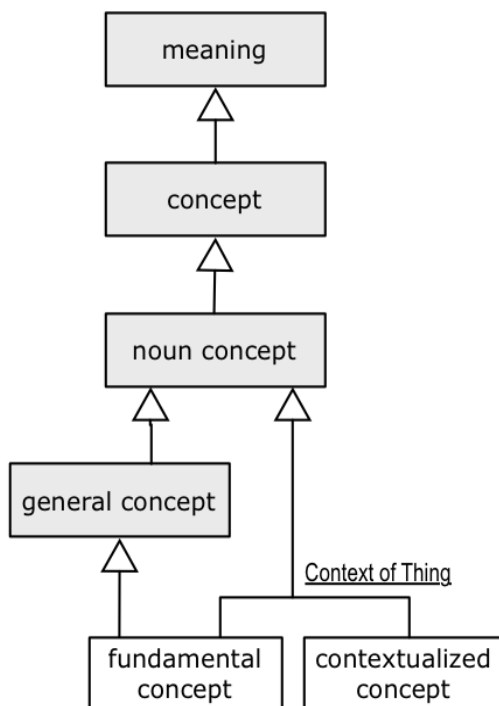 meaning
concept
noun concept
general concept
Context of Thing
fundamental
concept
contextualized
concept